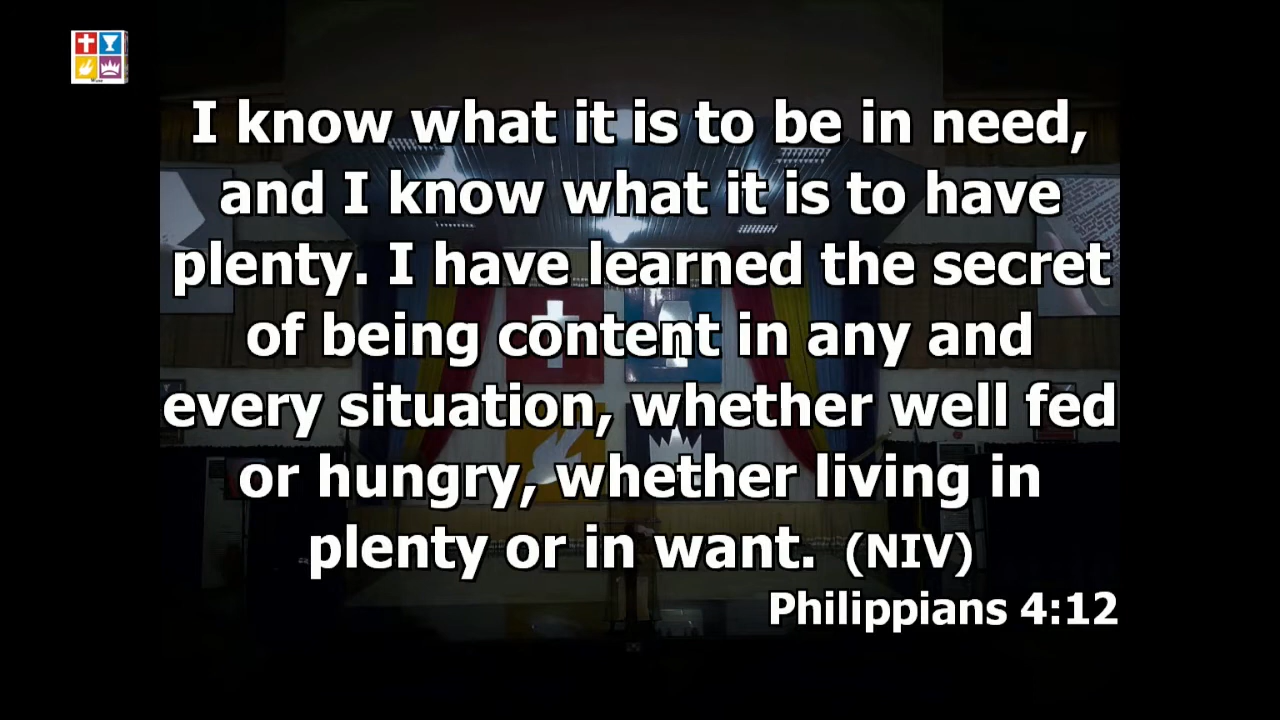 I know what it is to be in need,
and I know what it is to have
plenty. I have learned the secret
of being content in any and
every situation, whether well fed
or hungry, whether living in
plenty or in want. (NIV)
Philippians 4:12